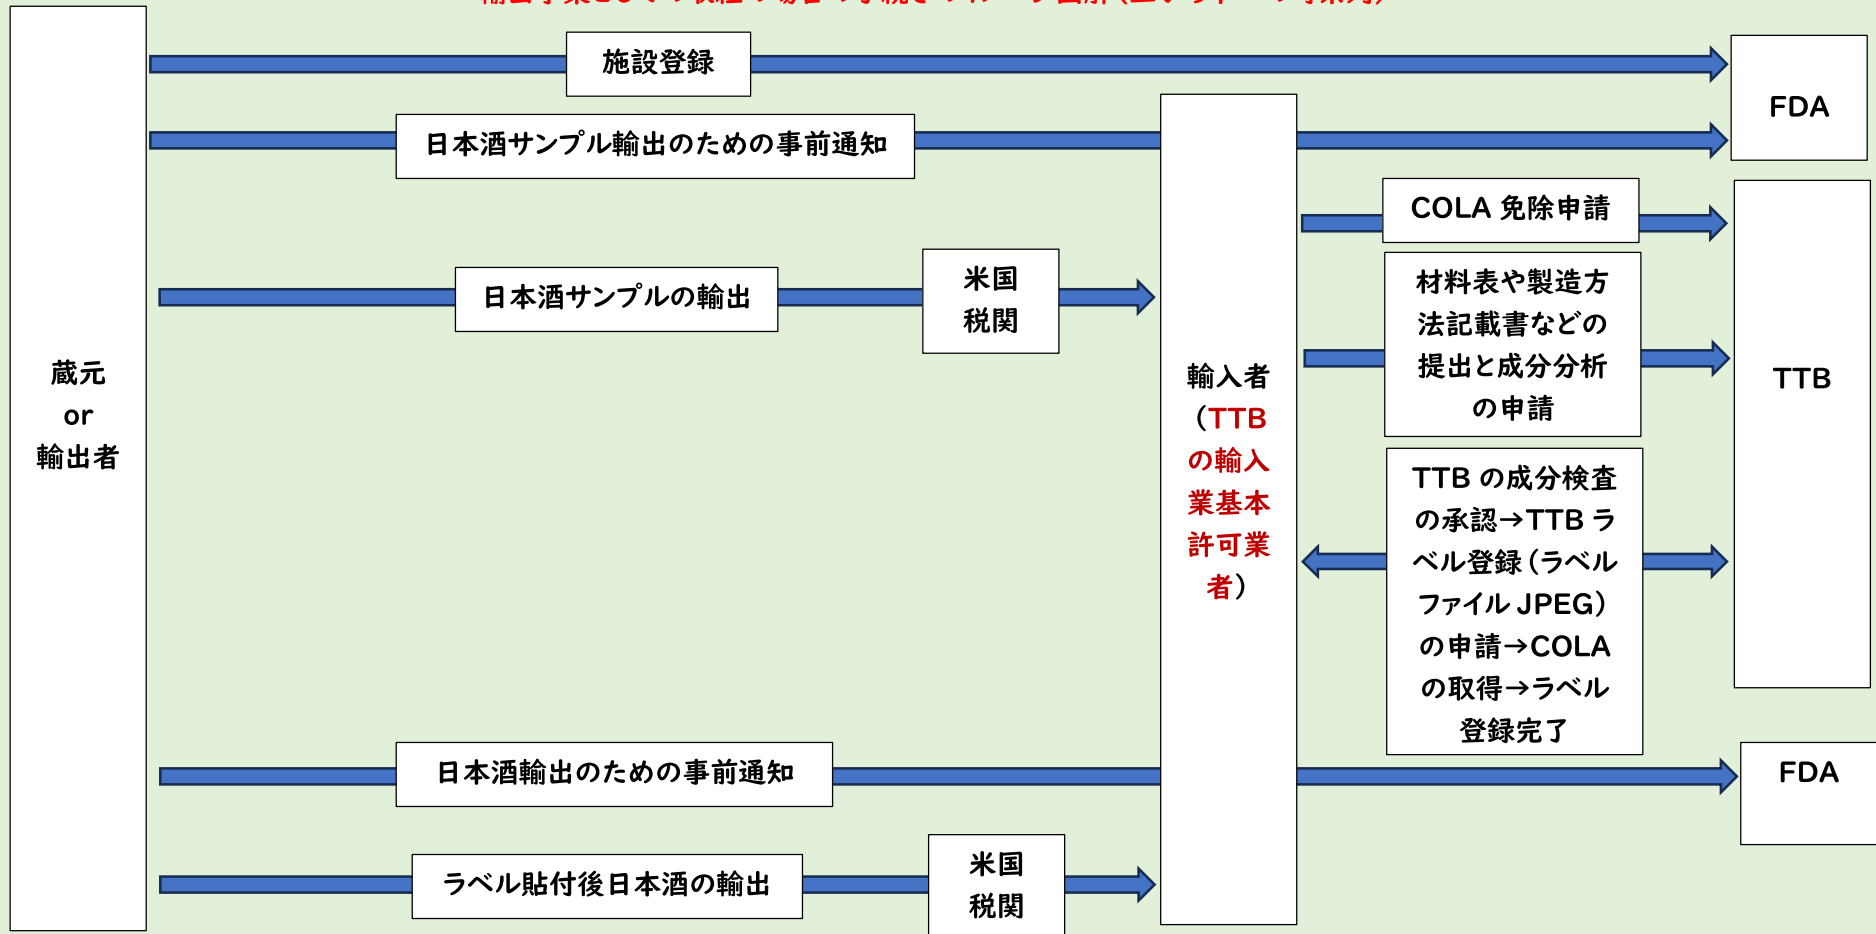 施設登録
FDA
日本酒サンプル輸出のための事前通知
COLA 免除申請
日本酒サンプルの輸出
米国
税関
材料表や製造方
法記載書などの
提出と成分分析
の申請
蔵元
or
輸出者
輸入者
（TTB
の輸入
業基本
許可業
者）
TTB
TTB の成分検査
の承認→TTB ラ
ベル登録（ラベル
ファイル JPEG）
の申請→COLA
の取得→ラベル
登録完了
日本酒輸出のための事前通知
FDA
ラベル貼付後日本酒の輸出
米国
税関